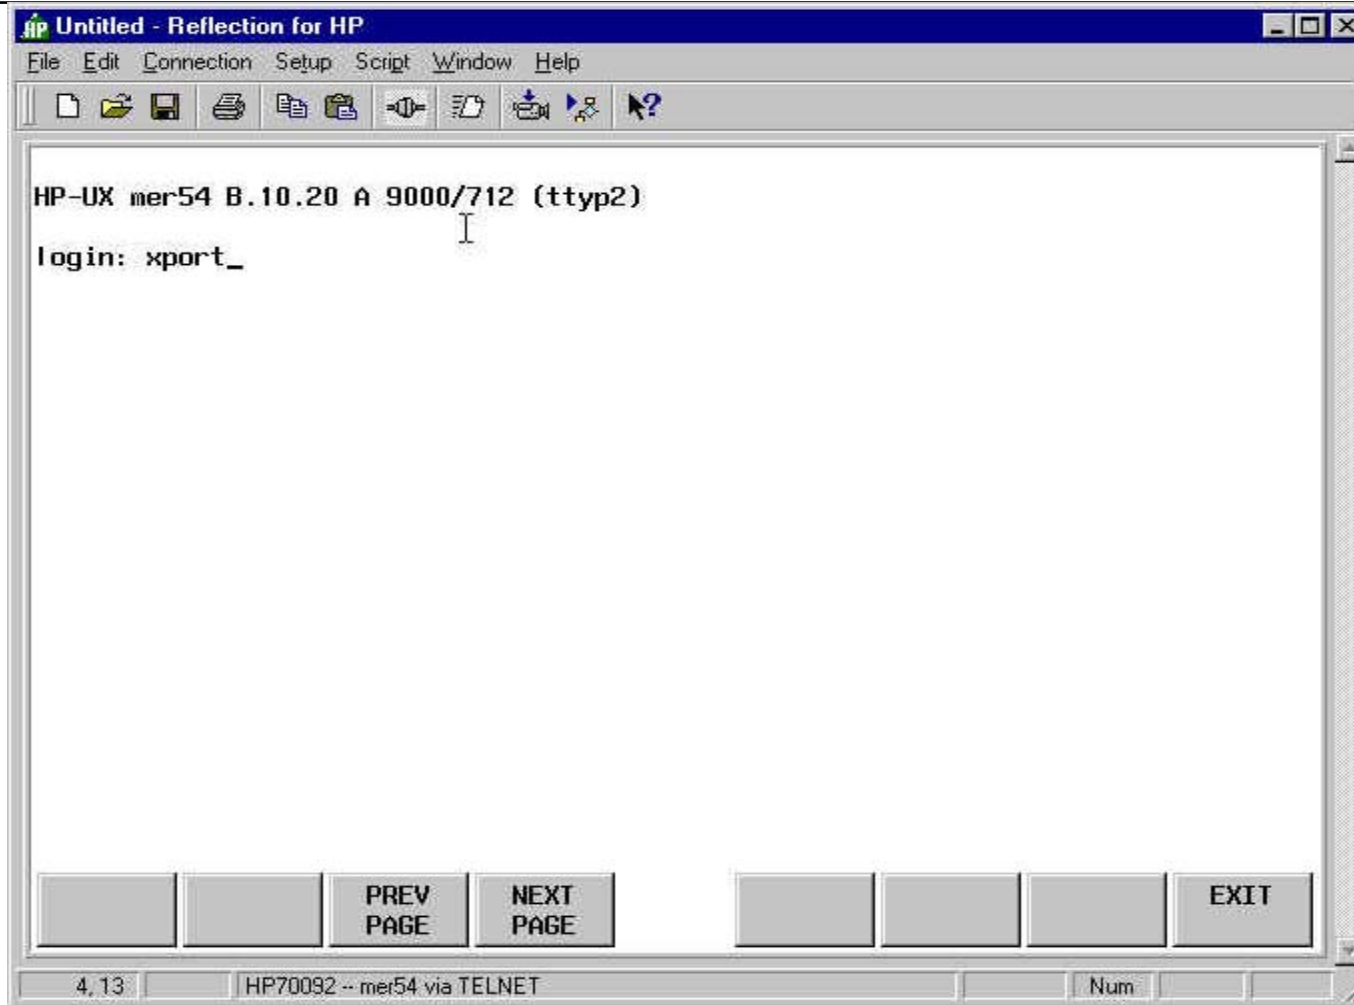 Untitled - Reflection for HP
File Edit Connection Setup Script Window Help
HP-UX mer54 B.10.20 A 9000/712 (ttyp2)
login: xport_
PREV PAGE
NEXT PAGE
EXIT
4, 13 HP70092 -- mer54 via TELNET Num